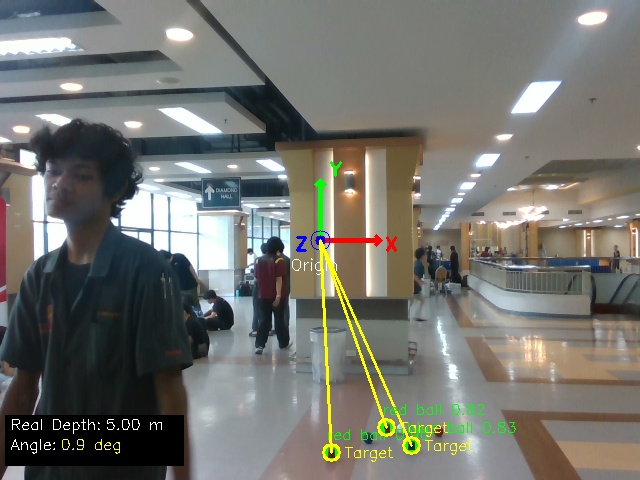 DIAMOND
HALL
Y
Z
X
Origin
red ball 0.82
Target
ball 0.83
Target
ed ba
Target
Real Depth: 5.00 m
Angle: 0.9 deg